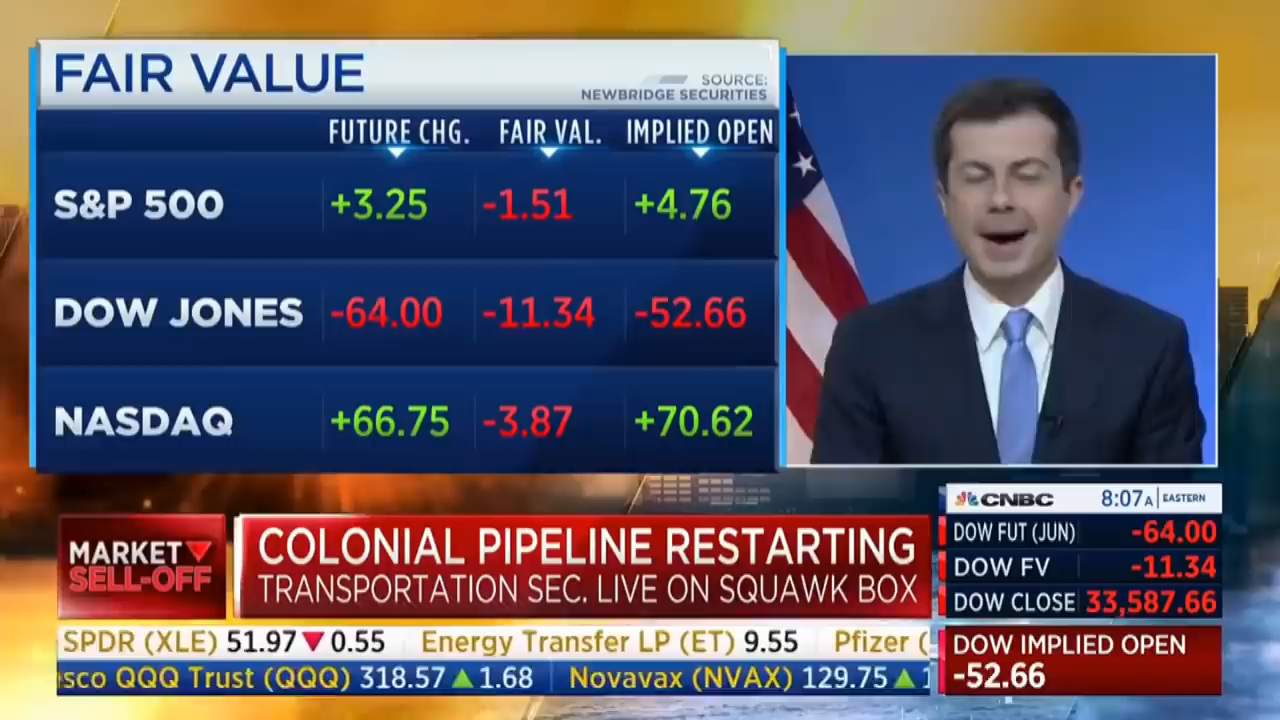 FAIR VALUE
SOURCE:
NEWBRIDGE SECURITIES
FUTURE CHG. FAIR VAL. IMPLIED OPEN
S&P 500 +3.25 -1.51 +4.76
DOW JONES -64.00 -11.34 -52.66
NASDAQ +66.75 -3.87 +70.62
MARKET
SELL-OFF
COLONIAL PIPELINE RESTARTING
TRANSPORTATION SEC. LIVE ON SQUAWK BOX
CNBC 8:07A EASTERN
DOW FUT (JUN) -64.00
DOW FV -11.34
DOW CLOSE 33,587.66
DOW IMPLIED OPEN
-52.66
SPDR (XLE) 51.97 ▼ 0.55 Energy Transfer LP (ET) 9.55 Pfizer (
sco QQQ Trust (QQQ) 318.57 ▲ 1.68 Novavax (NVAX) 129.75 ▲ 1